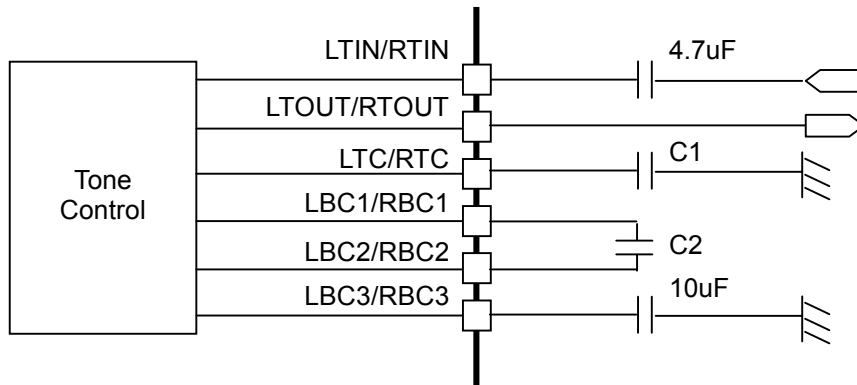 LTIN/RTIN
4.7uF
LTOUT/RTOUT
LTC/RTC
C1
Tone
Control
LBC1/RBC1
LBC2/RBC2
C2
LBC3/RBC3
10uF